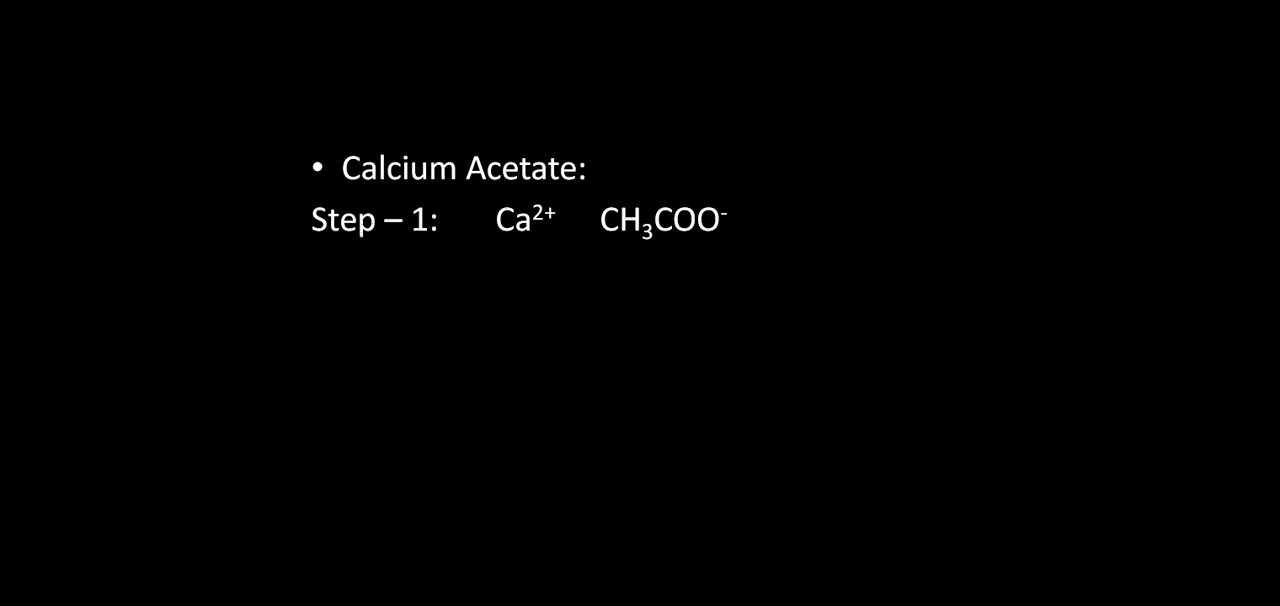 • Calcium Acetate:
Step – 1: Ca²⁺ CH₃COO⁻